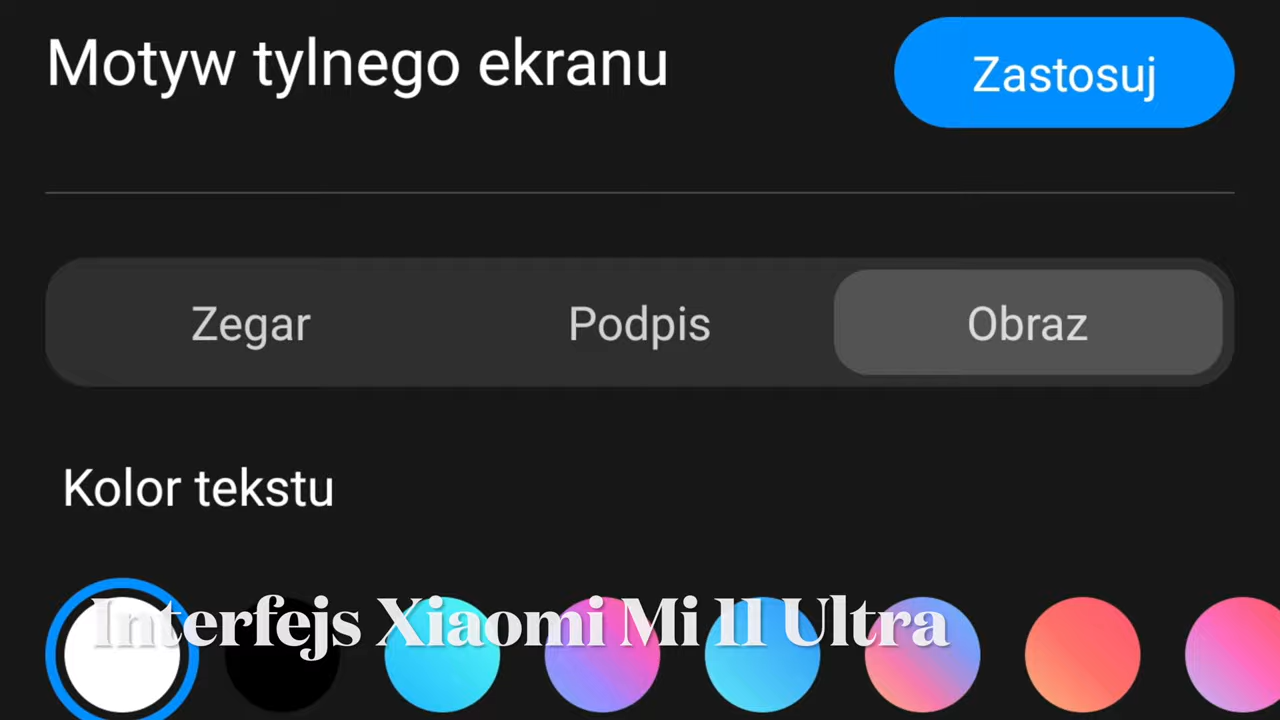 Motyw tylnego ekranu
Zastosuj
Zegar
Podpis
Obraz
Kolor tekstu
Interfejs Xiaomi Mi 11 Ultra